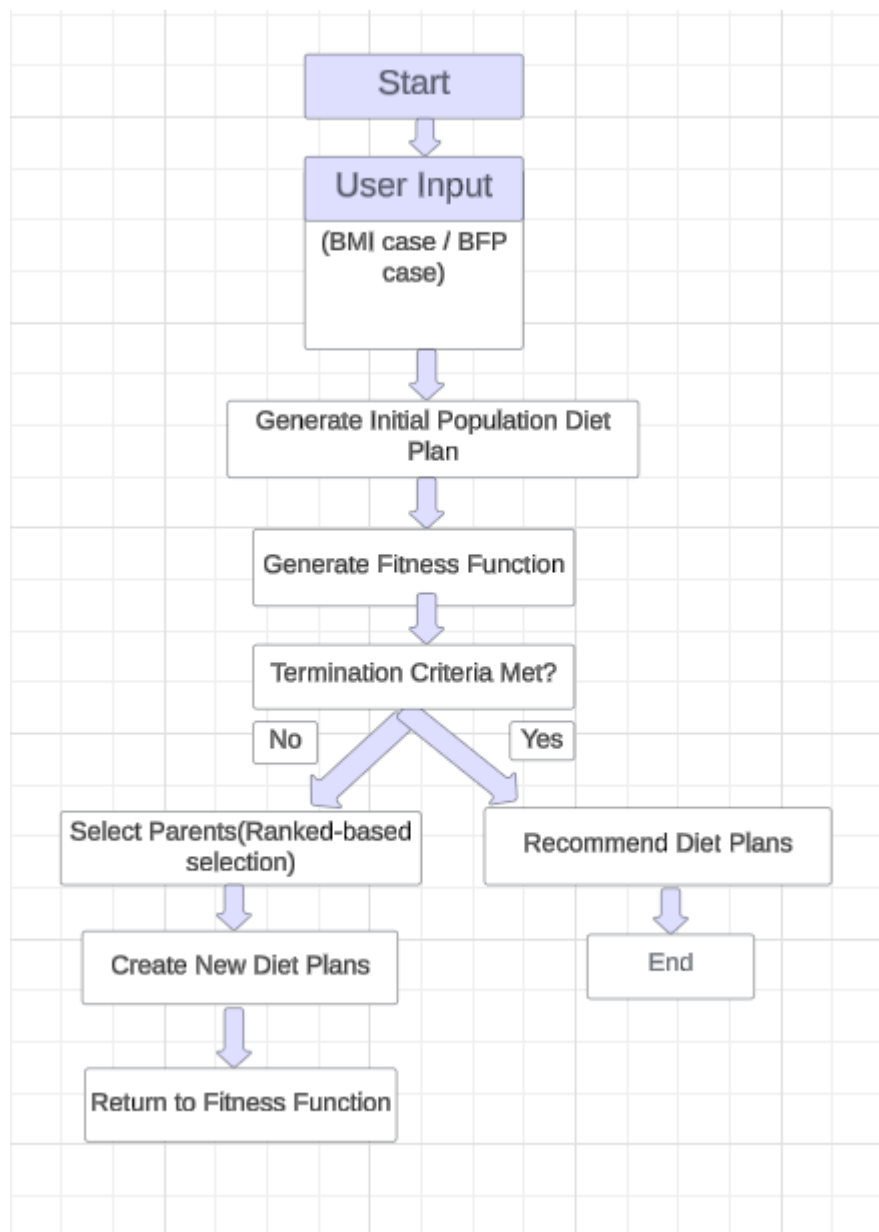 Start
User Input
(BMI case / BFP
case)
Generate Initial Population Diet
Plan
Generate Fitness Function
Termination Criteria Met?
No
Yes
Select Parents(Ranked-based
selection)
Recommend Diet Plans
Create New Diet Plans
End
Return to Fitness Function